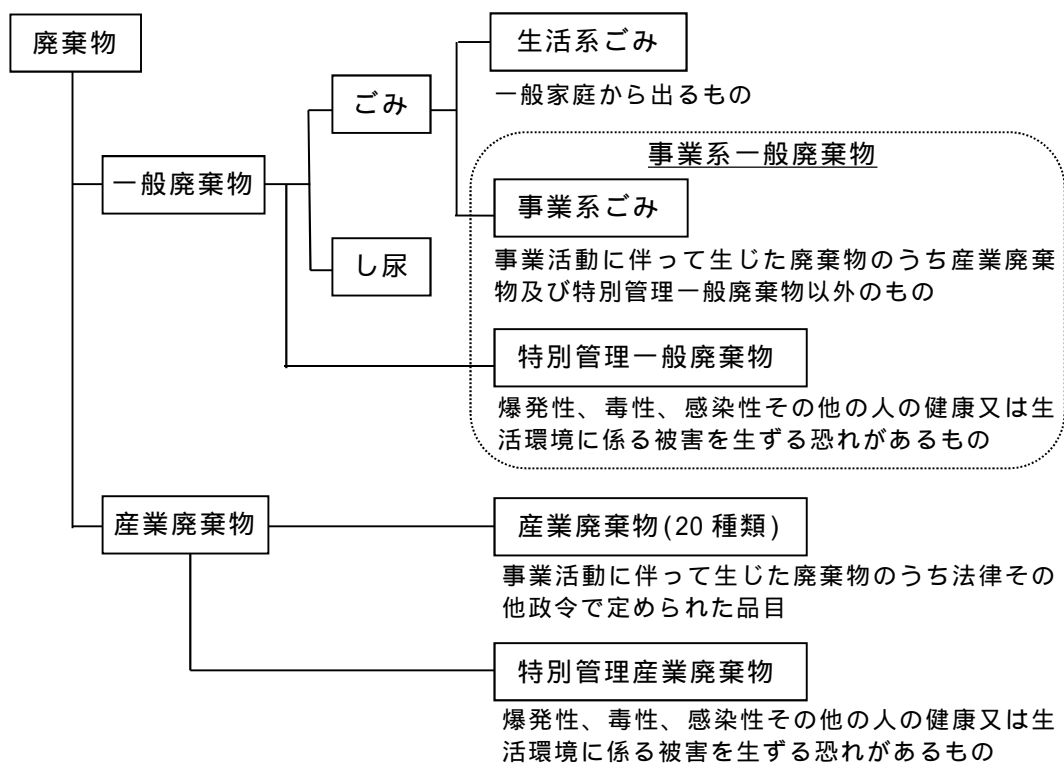 廃棄物
生活系ごみ
一般家庭から出るもの
ごみ
事業系一般廃棄物
一般廃棄物
事業系ごみ
事業活動に伴って生じた廃棄物のうち産業廃棄
物及び特別管理一般廃棄物以外のもの
し尿
特別管理一般廃棄物
爆発性、毒性、感染性その他の人の健康又は生
活環境に係る被害を生ずる恐れがあるもの
産業廃棄物
産業廃棄物(20種類)
事業活動に伴って生じた廃棄物のうち法律その
他政令で定められた品目
特別管理産業廃棄物
爆発性、毒性、感染性その他の人の健康又は生
活環境に係る被害を生ずる恐れがあるもの